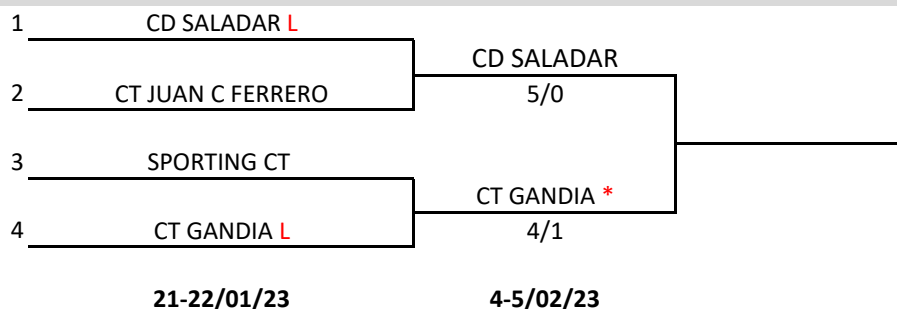 1 CD SALADAR L
CD SALADAR
2 CT JUAN C FERRERO
5/0
3 SPORTING CT
CT GANDIA *
4 CT GANDIA L
4/1
21-22/01/23 4-5/02/23